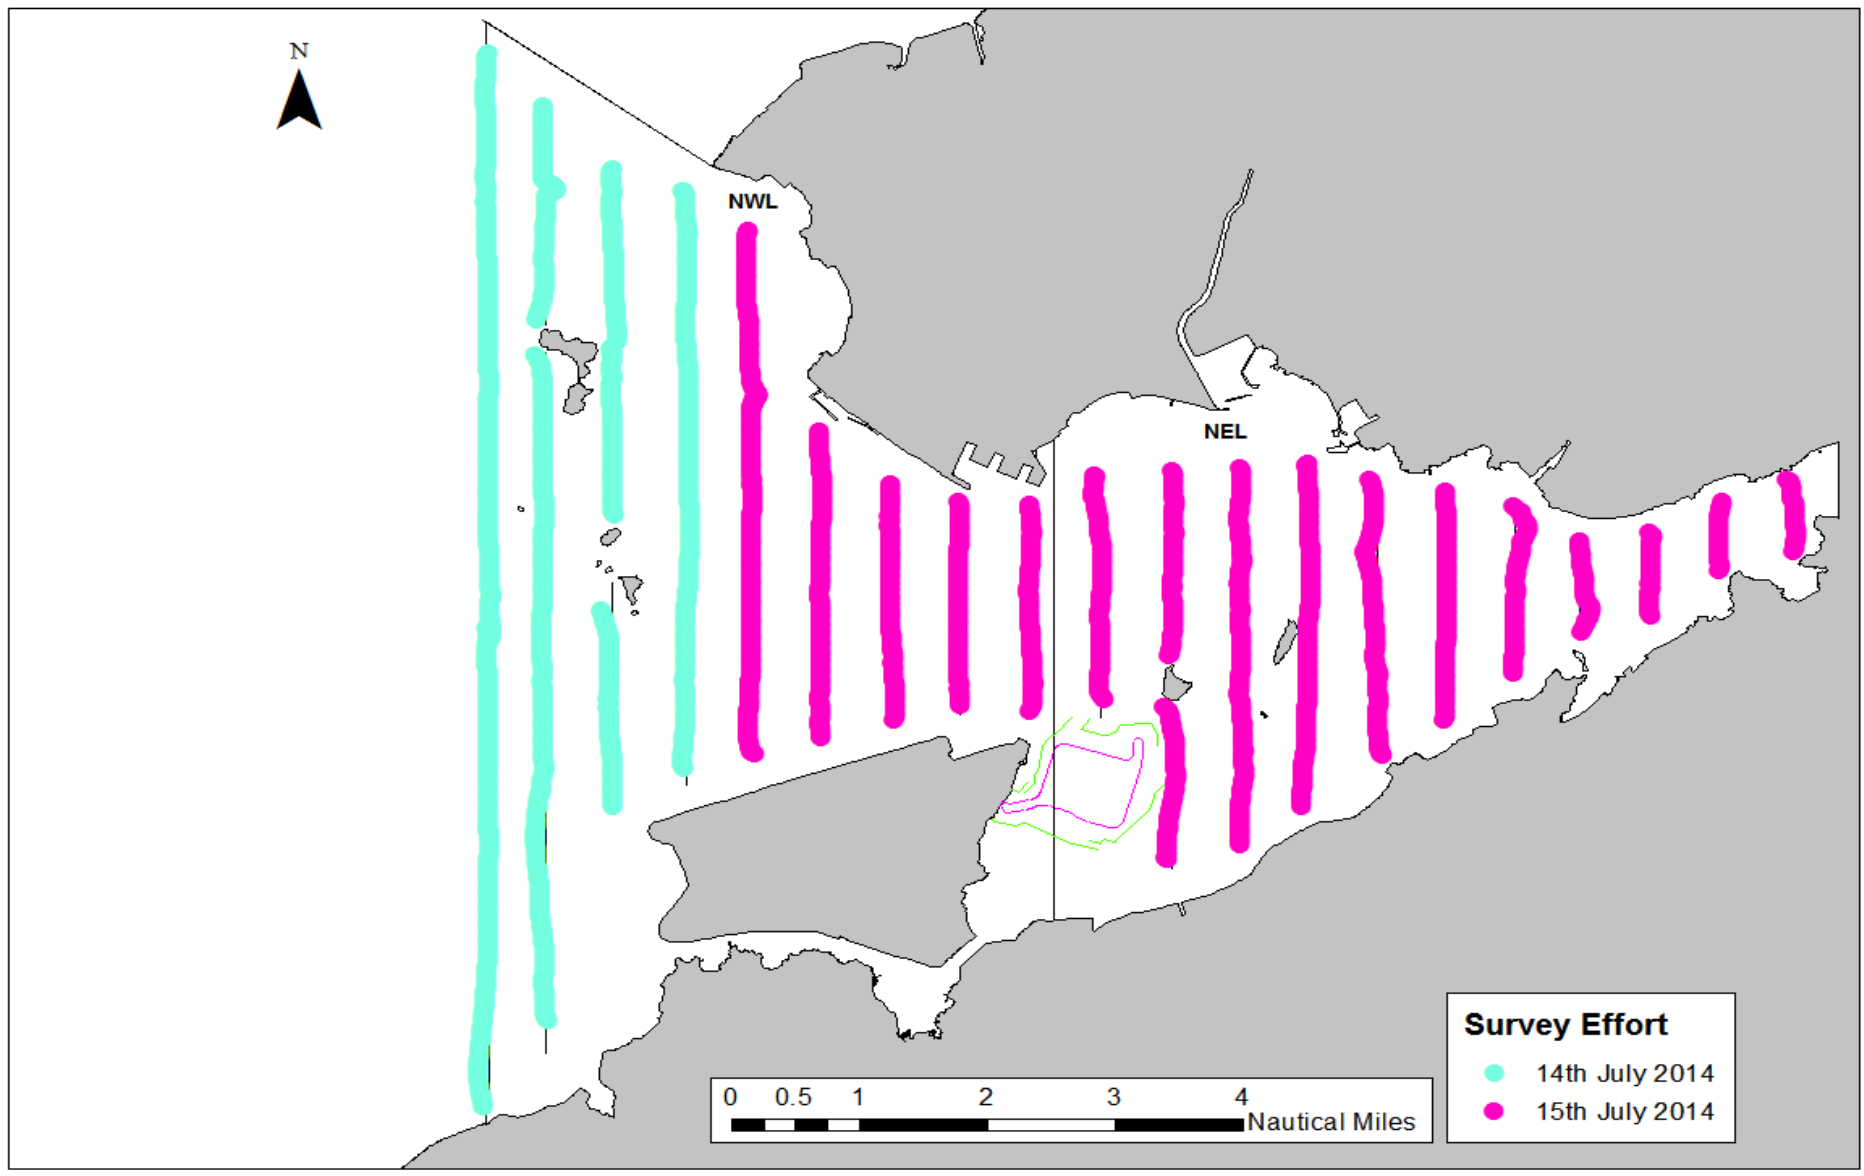 N
NWL
NEL
Survey Effort
14th July 2014
15th July 2014
0 0.5 1 2 3 4
Nautical Miles